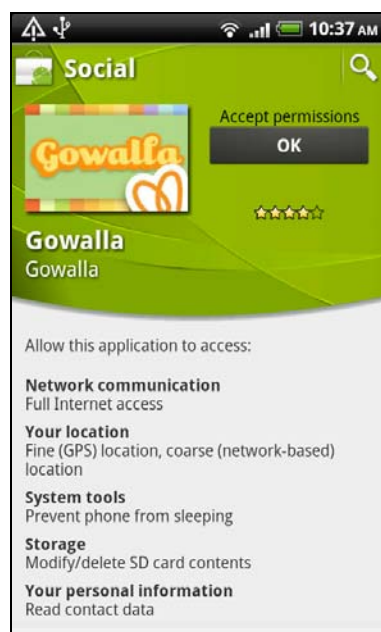 10:37 AM
Social
Gowalla
Accept permissions
OK
Gowalla
Gowalla
Allow this application to access:
Network communication
Full Internet access
Your location
Fine (GPS) location, coarse (network-based)
location
System tools
Prevent phone from sleeping
Storage
Modify/delete SD card contents
Your personal information
Read contact data